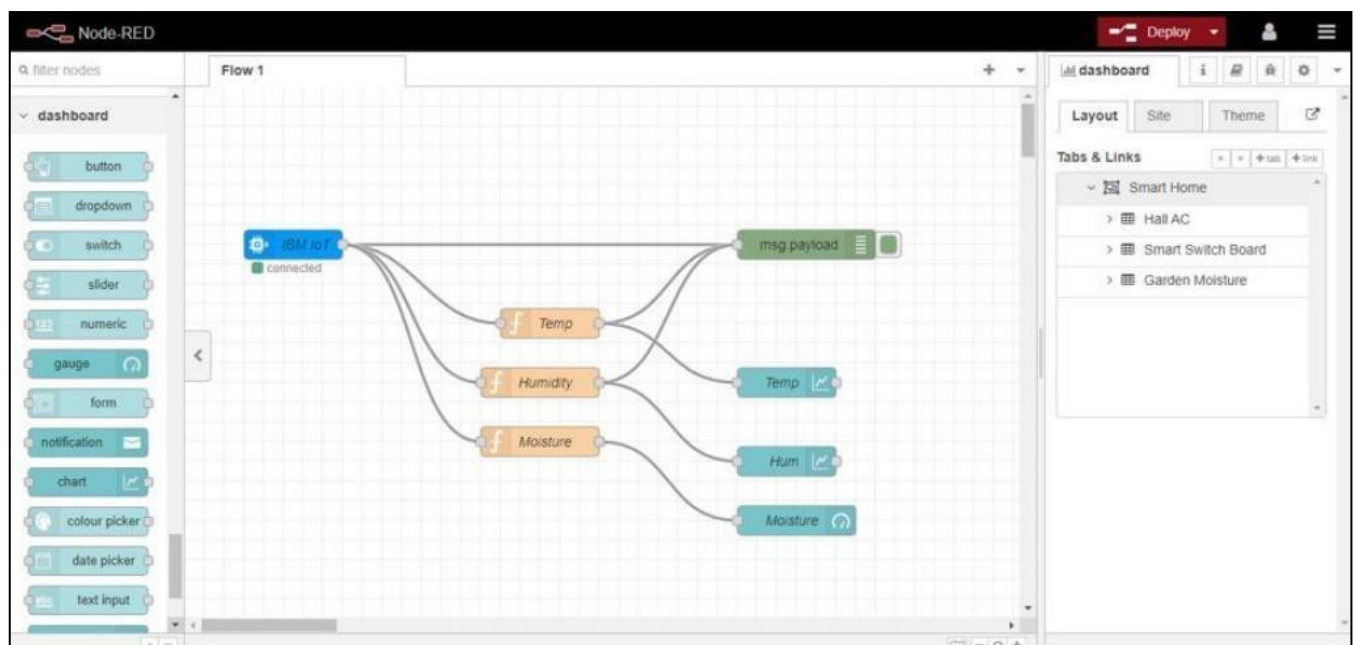 Node-RED
Deploy
filter nodes
dashboard
button
dropdown
switch
slider
numeric
gauge
form
notification
chart
colour picker
date picker
text input
Flow 1
IBM IoT
connected
msg.payload
Temp
Humidity
Temp
Moisture
Hum
Moisture
dashboard
Layout Site Theme
Tabs & Links
+ tab + link
Smart Home
Hall AC
Smart Switch Board
Garden Moisture